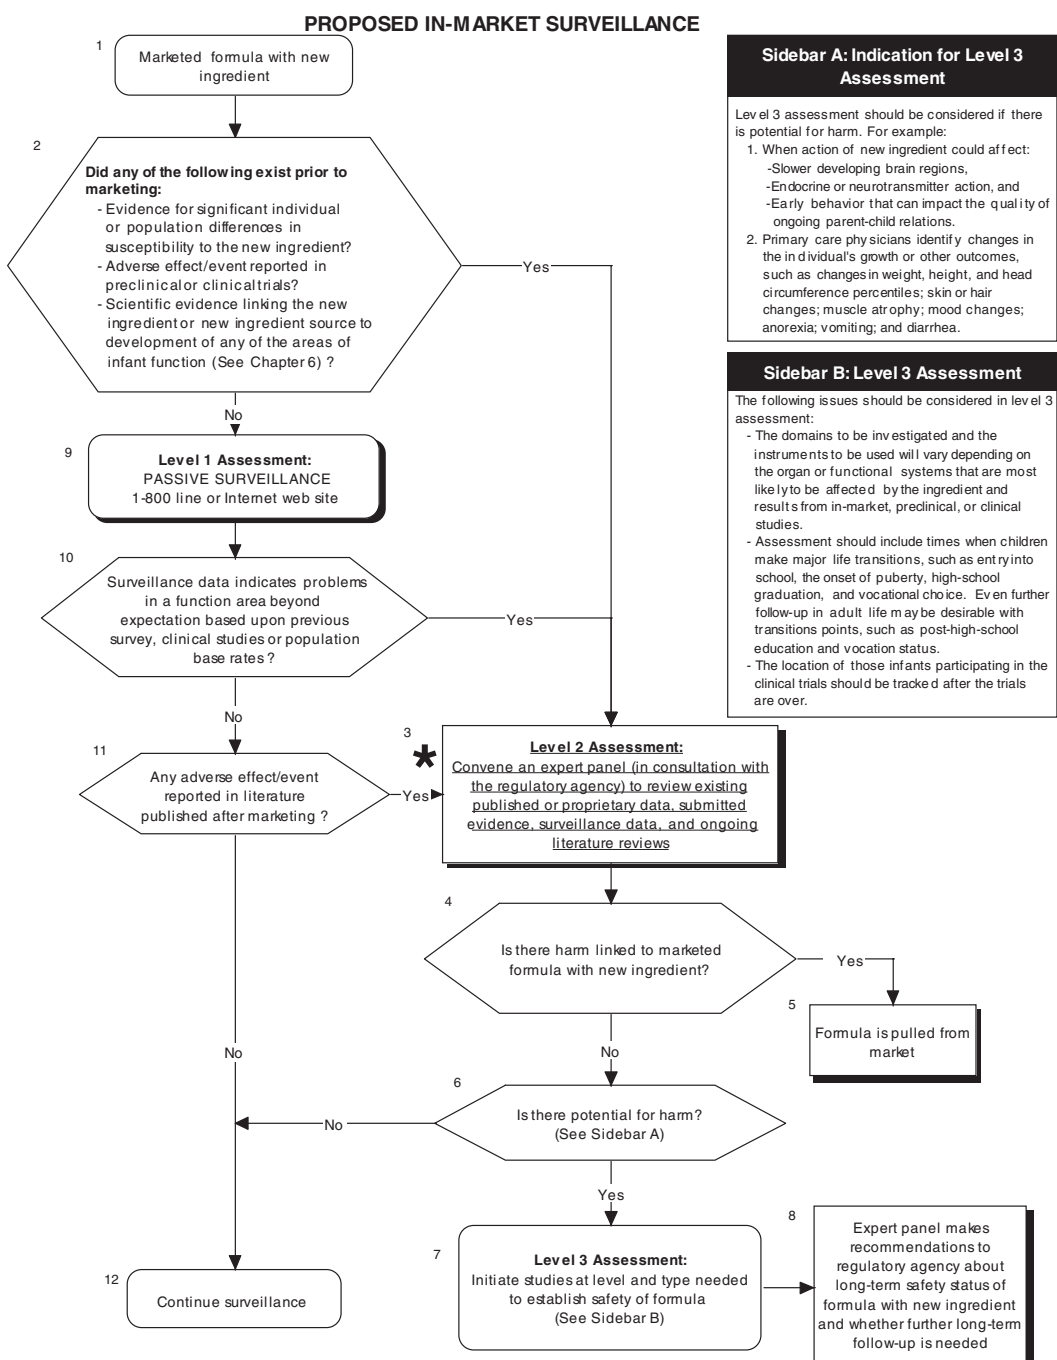 PROPOSED IN-MARKET SURVEILLANCE
1
Marketed formula with new
ingredient
2
Did any of the following exist prior to
marketing:
- Evidence for significant individual
or population differences in
susceptibility to the new ingredient?
- Adverse effect/event reported in
preclinical or clinical trials?
- Scientific evidence linking the new
ingredient or new ingredient source to
development of any of the areas of
infant function (See Chapter 6) ?
Yes
No
9
Level 1 Assessment:
PASSIVE SURVEILLANCE
1-800 line or Internet web site
10
Surveillance data indicates problems
in a function area beyond
expectation based upon previous
survey, clinical studies or population
base rates ?
Yes
No
11
Any adverse effect/event
reported in literature
published after marketing ?
Yes
No
3
*
Level 2 Assessment:
Convene an expert panel (in consultation with
the regulatory agency) to review existing
published or proprietary data, submitted
evidence, surveillance data, and ongoing
literature reviews
4
Is there harm linked to marketed
formula with new ingredient?
Yes
5
Formula is pulled from
market
No
6
Is there potential for harm?
(See Sidebar A)
No
Yes
7
Level 3 Assessment:
Initiate studies at level and type needed
to establish safety of formula
(See Sidebar B)
8
Expert panel makes
recommendations to
regulatory agency about
long-term safety status of
formula with new ingredient
and whether further long-term
follow-up is needed
12
Continue surveillance
Sidebar A: Indication for Level 3
Assessment
Level 3 assessment should be considered if there
is potential for harm. For example:
1. When action of new ingredient could affect:
-Slower developing brain regions,
-Endocrine or neurotransmitter action, and
-Early behavior that can impact the quality of
ongoing parent-child relations.
2. Primary care physicians identify changes in
the individual's growth or other outcomes,
such as changes in weight, height, and head
circumference percentiles; skin or hair
changes; muscle atrophy; mood changes;
anorexia; vomiting; and diarrhea.
Sidebar B: Level 3 Assessment
The following issues should be considered in level 3
assessment:
- The domains to be investigated and the
instruments to be used will vary depending on
the organ or functional systems that are most
likely to be affected by the ingredient and
results from in-market, preclinical, or clinical
studies.
- Assessment should include times when children
make major life transitions, such as entry into
school, the onset of puberty, high-school
graduation, and vocational choice. Even further
follow-up in adult life may be desirable with
transitions points, such as post-high-school
education and vocation status.
- The location of those infants participating in the
clinical trials should be tracked after the trials
are over.